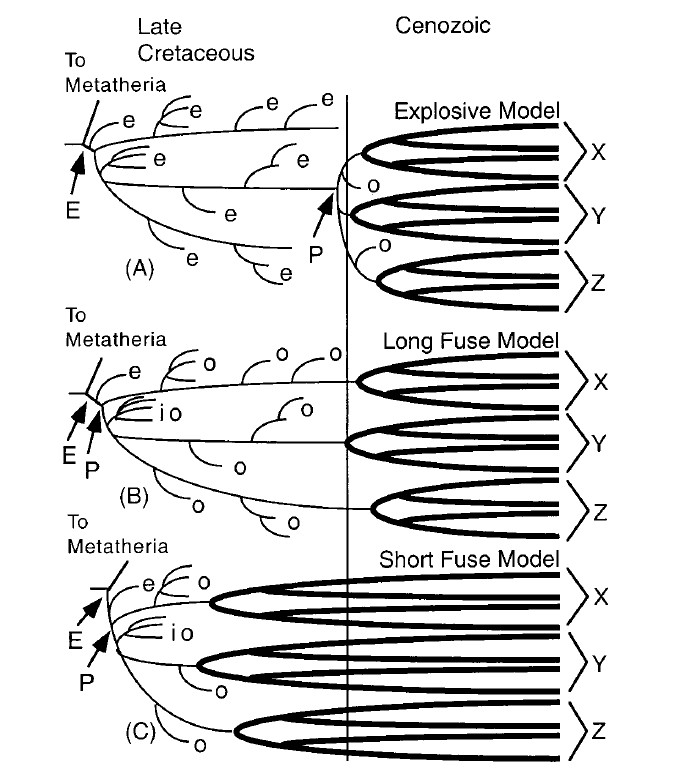 Late
Cretaceous
Cenozoic
To
Metatheria
e
e
e
e
Explosive Model
e
e
X
E
e
o
P
Y
(A)
e
o
e
Z
To
Metatheria
Long Fuse Model
e
o
o
o
X
i o
o
E
P
o
Y
(B)
o
o
Z
To
Metatheria
Short Fuse Model
e
o
X
E
i o
P
o
Y
(C)
o
Z